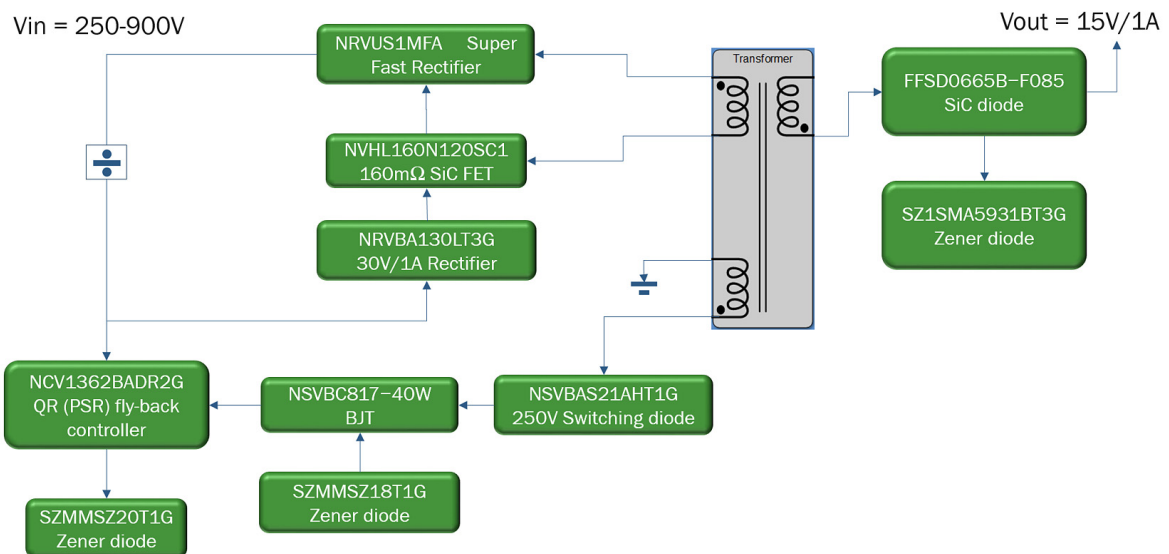 Vin = 250-900V
Vout = 15V/1A
NRVUS1MFA Super
Fast Rectifier
Transformer
FFSD0665B−F085
SiC diode
NVHL160N120SC1
160mΩ SiC FET
SZ1SMA5931BT3G
Zener diode
NRVBA130LT3G
30V/1A Rectifier
NCV1362BADR2G
QR (PSR) fly-back
controller
NSVBC817−40W
BJT
NSVBAS21AHT1G
250V Switching diode
SZMMSZ18T1G
Zener diode
SZMMSZ20T1G
Zener diode